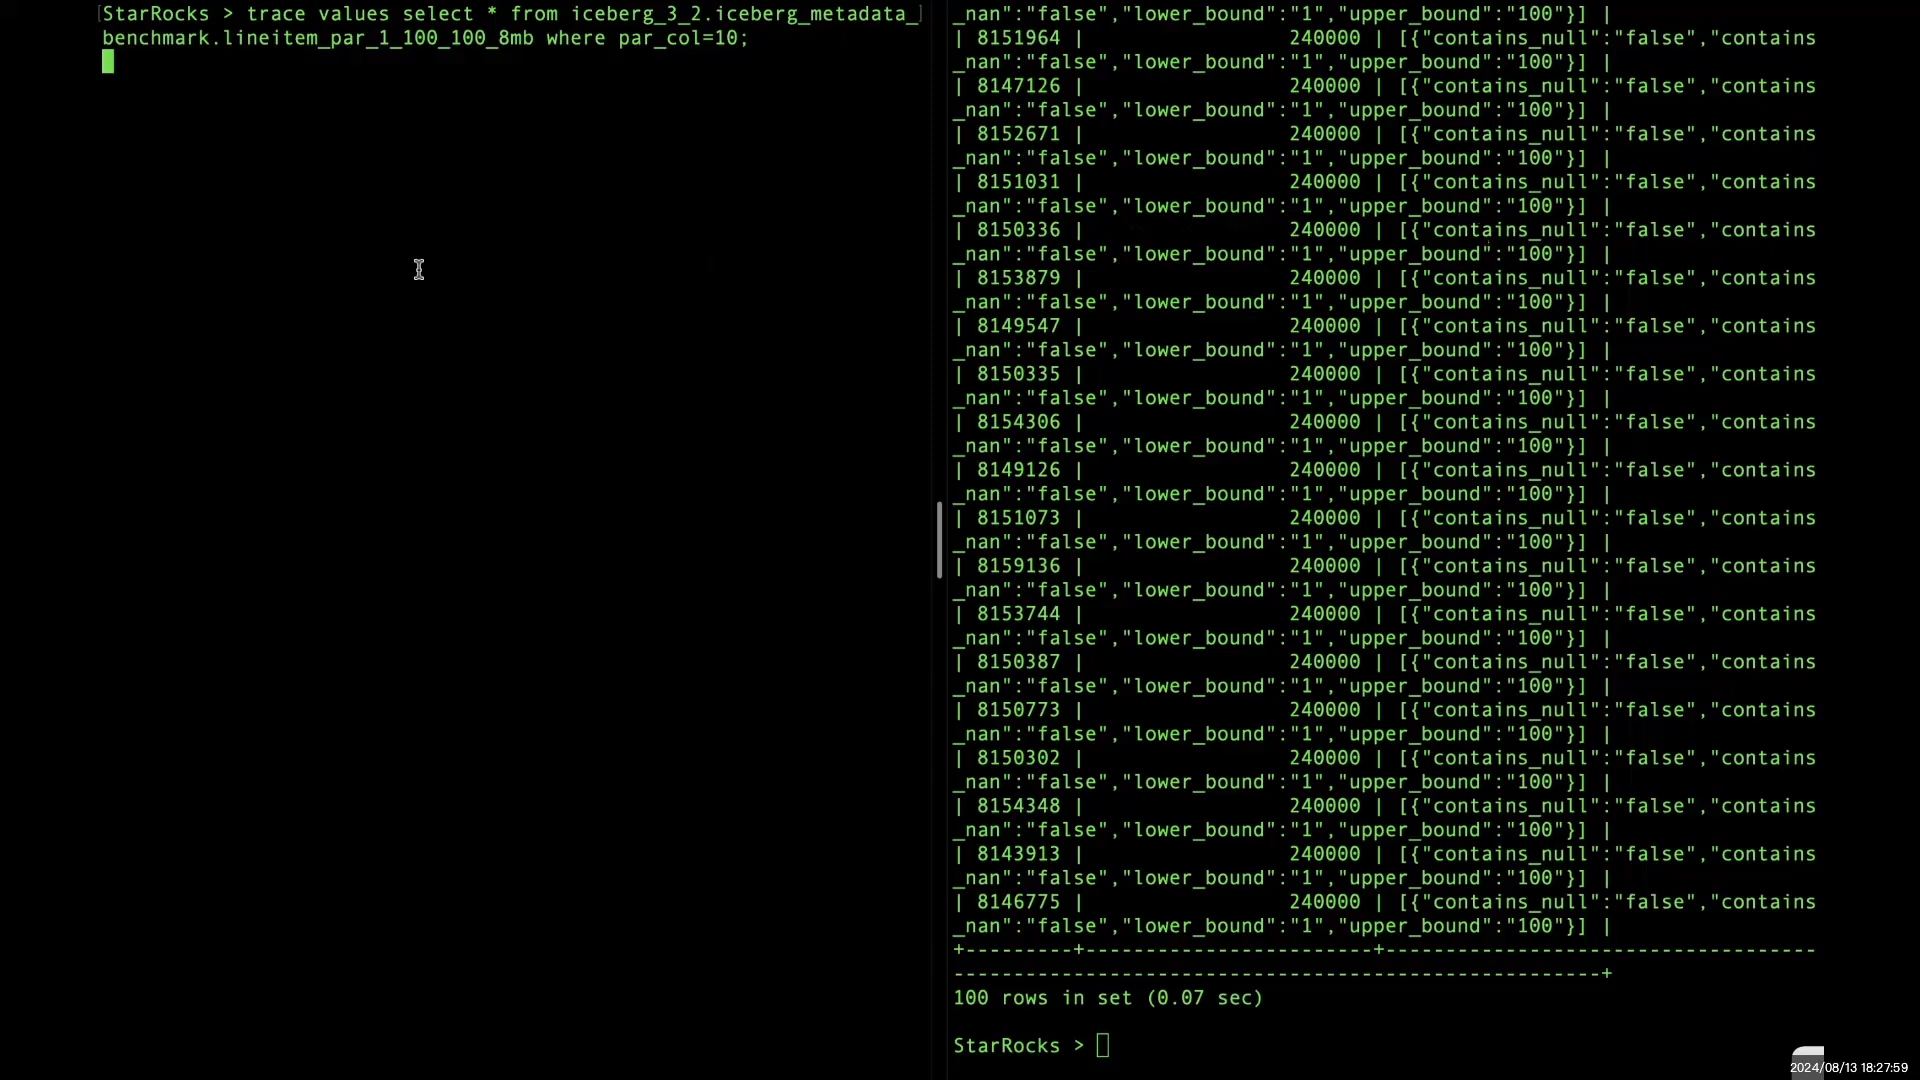 StarRocks > trace values select * from iceberg_3_2.iceberg_metadata_
benchmark.lineitem_par_1_100_100_8mb where par_col=10;
_nan":"false","lower_bound":"1","upper_bound":"100"}] |
| 8151964 | 240000 | [{"contains_null":"false","contains
_nan":"false","lower_bound":"1","upper_bound":"100"}] |
| 8147126 | 240000 | [{"contains_null":"false","contains
_nan":"false","lower_bound":"1","upper_bound":"100"}] |
| 8152671 | 240000 | [{"contains_null":"false","contains
_nan":"false","lower_bound":"1","upper_bound":"100"}] |
| 8151031 | 240000 | [{"contains_null":"false","contains
_nan":"false","lower_bound":"1","upper_bound":"100"}] |
| 8150336 | 240000 | [{"contains_null":"false","contains
_nan":"false","lower_bound":"1","upper_bound":"100"}] |
| 8153879 | 240000 | [{"contains_null":"false","contains
_nan":"false","lower_bound":"1","upper_bound":"100"}] |
| 8149547 | 240000 | [{"contains_null":"false","contains
_nan":"false","lower_bound":"1","upper_bound":"100"}] |
| 8150335 | 240000 | [{"contains_null":"false","contains
_nan":"false","lower_bound":"1","upper_bound":"100"}] |
| 8154306 | 240000 | [{"contains_null":"false","contains
_nan":"false","lower_bound":"1","upper_bound":"100"}] |
| 8149126 | 240000 | [{"contains_null":"false","contains
_nan":"false","lower_bound":"1","upper_bound":"100"}] |
| 8151073 | 240000 | [{"contains_null":"false","contains
_nan":"false","lower_bound":"1","upper_bound":"100"}] |
| 8159136 | 240000 | [{"contains_null":"false","contains
_nan":"false","lower_bound":"1","upper_bound":"100"}] |
| 8153744 | 240000 | [{"contains_null":"false","contains
_nan":"false","lower_bound":"1","upper_bound":"100"}] |
| 8150387 | 240000 | [{"contains_null":"false","contains
_nan":"false","lower_bound":"1","upper_bound":"100"}] |
| 8150773 | 240000 | [{"contains_null":"false","contains
_nan":"false","lower_bound":"1","upper_bound":"100"}] |
| 8150302 | 240000 | [{"contains_null":"false","contains
_nan":"false","lower_bound":"1","upper_bound":"100"}] |
| 8154348 | 240000 | [{"contains_null":"false","contains
_nan":"false","lower_bound":"1","upper_bound":"100"}] |
| 8143913 | 240000 | [{"contains_null":"false","contains
_nan":"false","lower_bound":"1","upper_bound":"100"}] |
| 8146775 | 240000 | [{"contains_null":"false","contains
_nan":"false","lower_bound":"1","upper_bound":"100"}] |
+---------+------------------------+------------------------------------
------------------------------------------------------+
100 rows in set (0.07 sec)
StarRocks >
2024/08/13 18:27:59